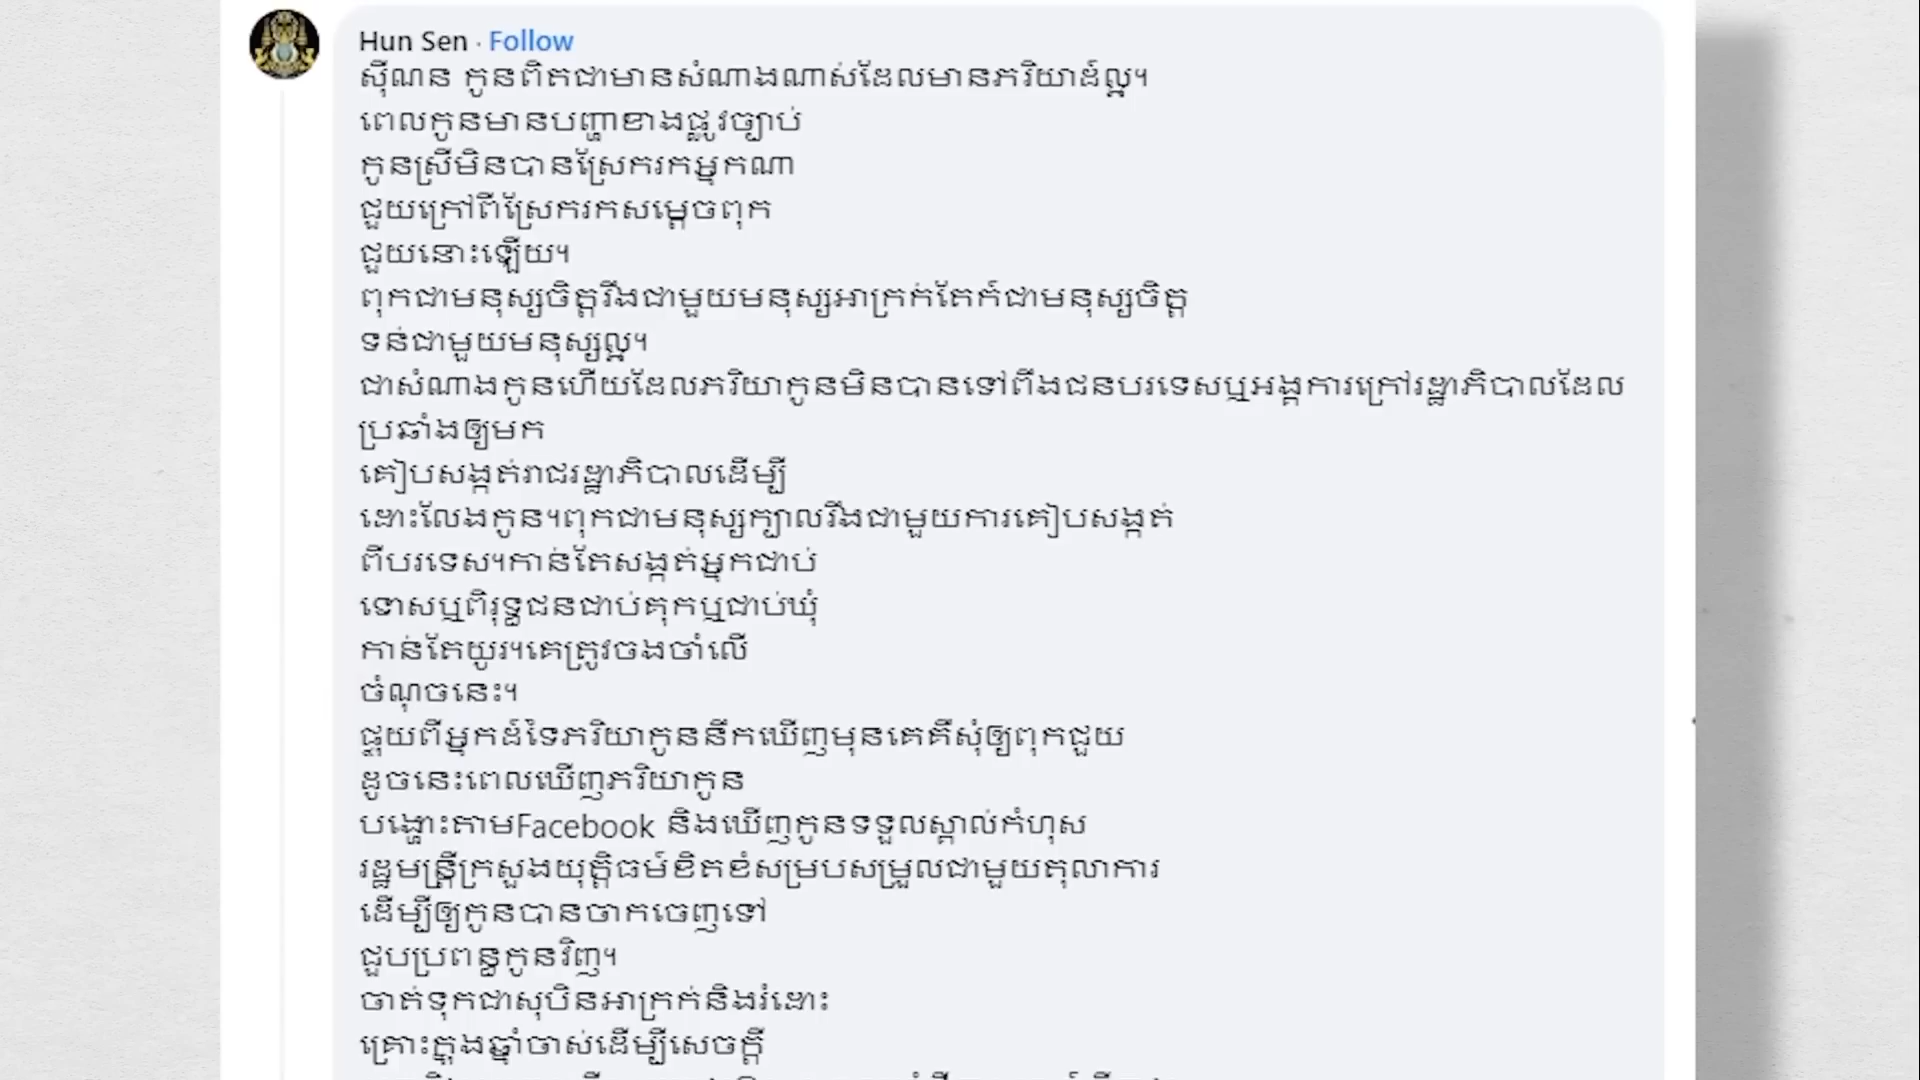 Hun Sen · Follow
ស៊ីណន កូនពិតជាមានសំណាងណាស់ដែលមានភរិយាដ៍ល្អ។
ពេលកូនមានបញ្ហាខាងផ្លូវច្បាប់
កូនស្រីមិនបានស្រែករកអ្នកណា
ជួយក្រៅពីស្រែករកសម្តេចពុក
ជួយនោះឡើយ។
ពុកជាមនុស្សចិត្តរឹងជាមួយមនុស្សអាក្រក់តែក៍ជាមនុស្សចិត្ត
ទន់ជាមួយមនុស្សល្អ។
ជាសំណាងកូនហើយដែលភរិយាកូនមិនបានទៅពឹងជនបរទេសឬអង្គការក្រៅរដ្ឋាភិបាលដែល
ប្រឆាំងឲ្យមក
គៀបសង្កត់រាជរដ្ឋាភិបាលដើម្បី
ដោះលែងកូន។ពុកជាមនុស្សក្បាលរឹងជាមួយការគៀបសង្កត់
ពីបរទេស។កាន់តែសង្កត់អ្នកជាប់
ទោសឬពិរុទ្ធជនជាប់គុកឬជាប់ឃុំ
កាន់តែយូរ។គេត្រូវចងចាំលើ
ចំណុចនេះ។
ផ្ទុយពីអ្នកដ៍ទៃភរិយាកូននឹកឃើញមុនគេគឺសុំឲ្យពុកជួយ
ដូចនេះពេលឃើញភរិយាកូន
បង្ហោះតាមFacebook និងឃើញកូនទទួលស្គាល់កំហុស
រដ្ឋមន្ត្រីក្រសួងយុត្តិធម៍ខិតខំសម្របសម្រួលជាមួយតុលាការ
ដើម្បីឲ្យកូនបានចាកចេញទៅ
ជួបប្រពន្ធកូនវិញ។
ចាត់ទុកជាសុបិនអាក្រក់និងរំដោះ
គ្រោះក្នុងឆ្នាំចាស់ដើម្បីសេចក្តី